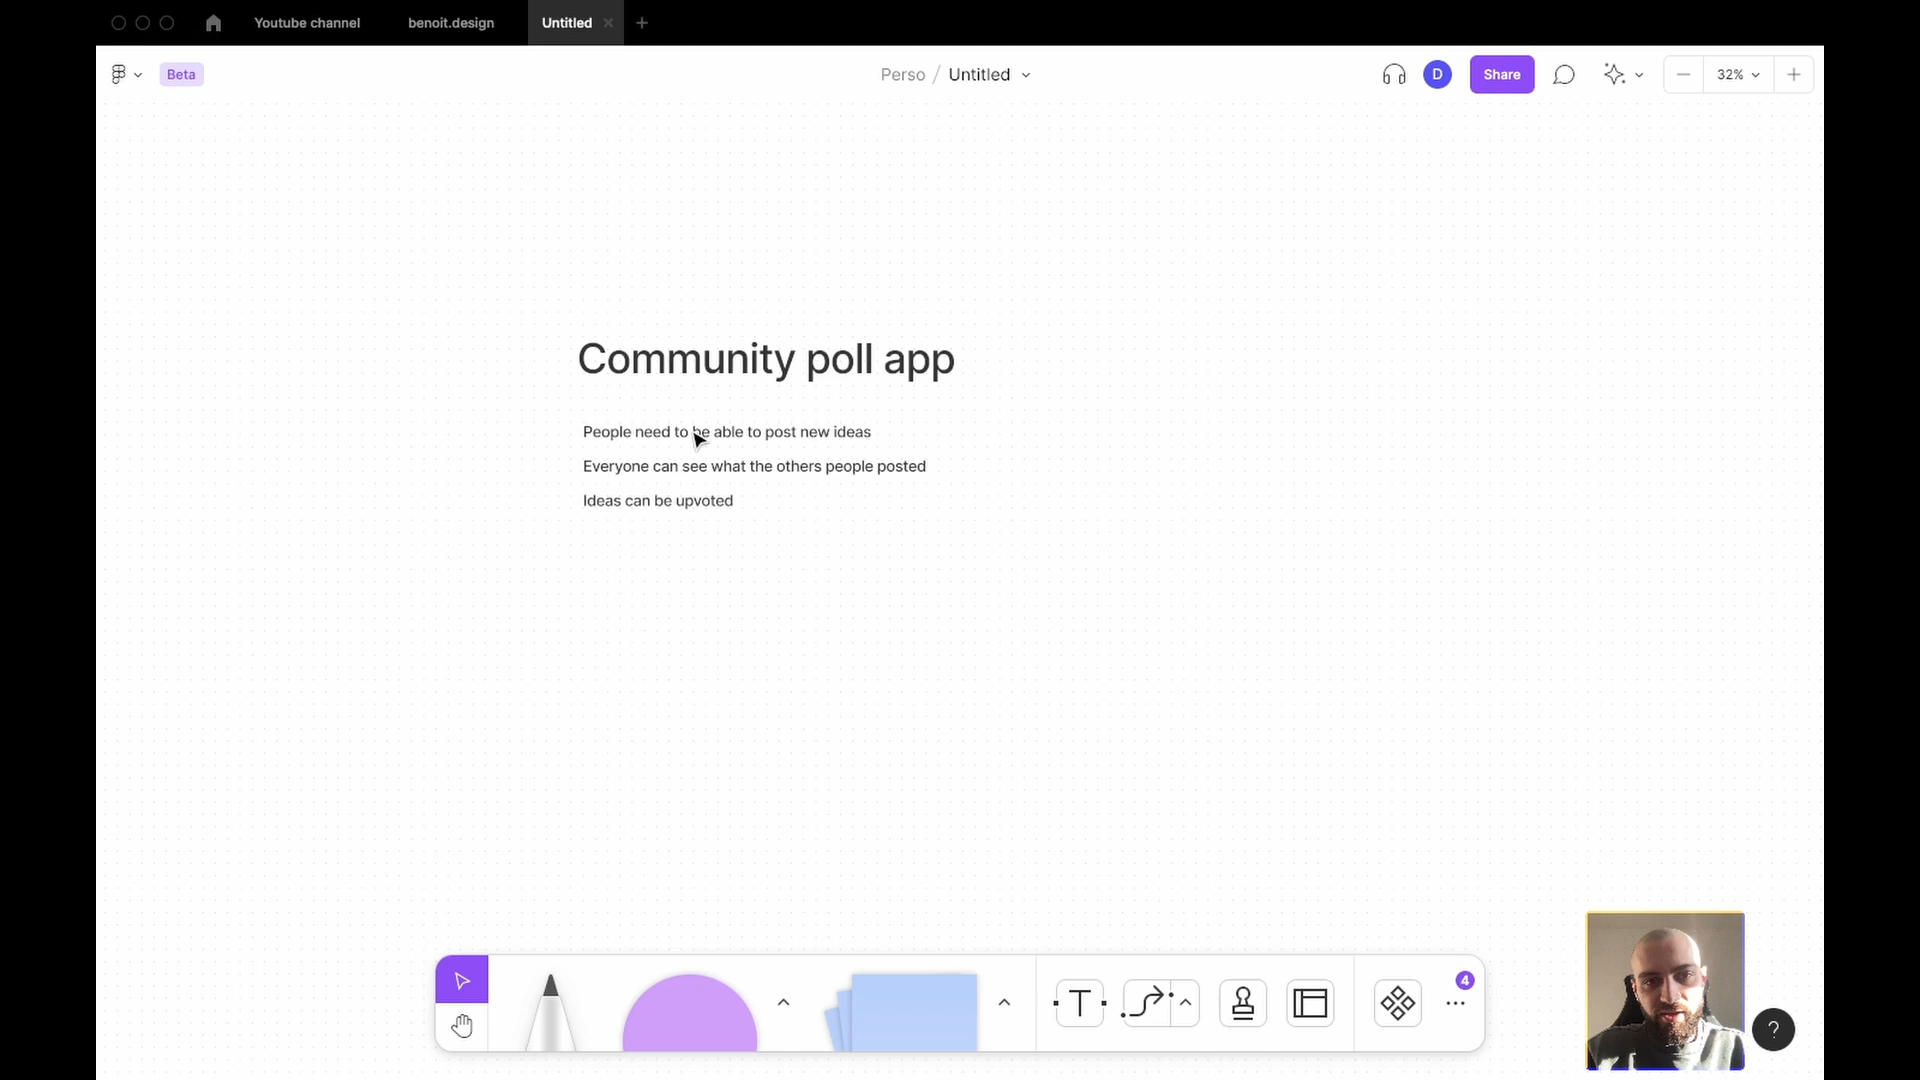 Youtube channel
benoit.design
Untitled
Beta
Perso / Untitled
D
Share
32%
Community poll app
People need to be able to post new ideas
Everyone can see what the others people posted
Ideas can be upvoted
T
4
?